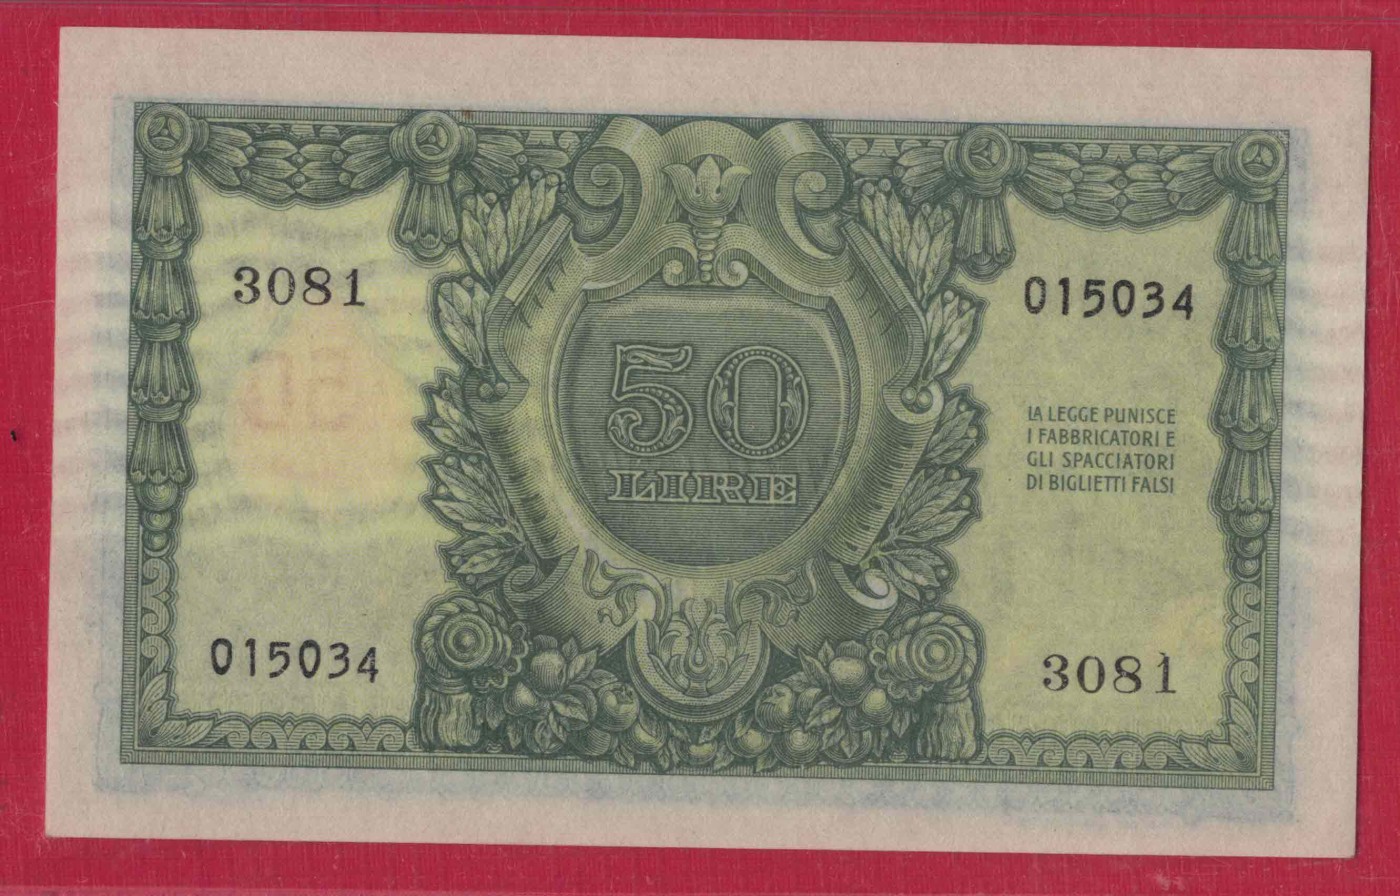 3081
015034
50
LIRE
LA LEGGE PUNISCE
I FABBRICATORI E
GLI SPACCIATORI
DI BIGLIETTI FALSI
015034
3081